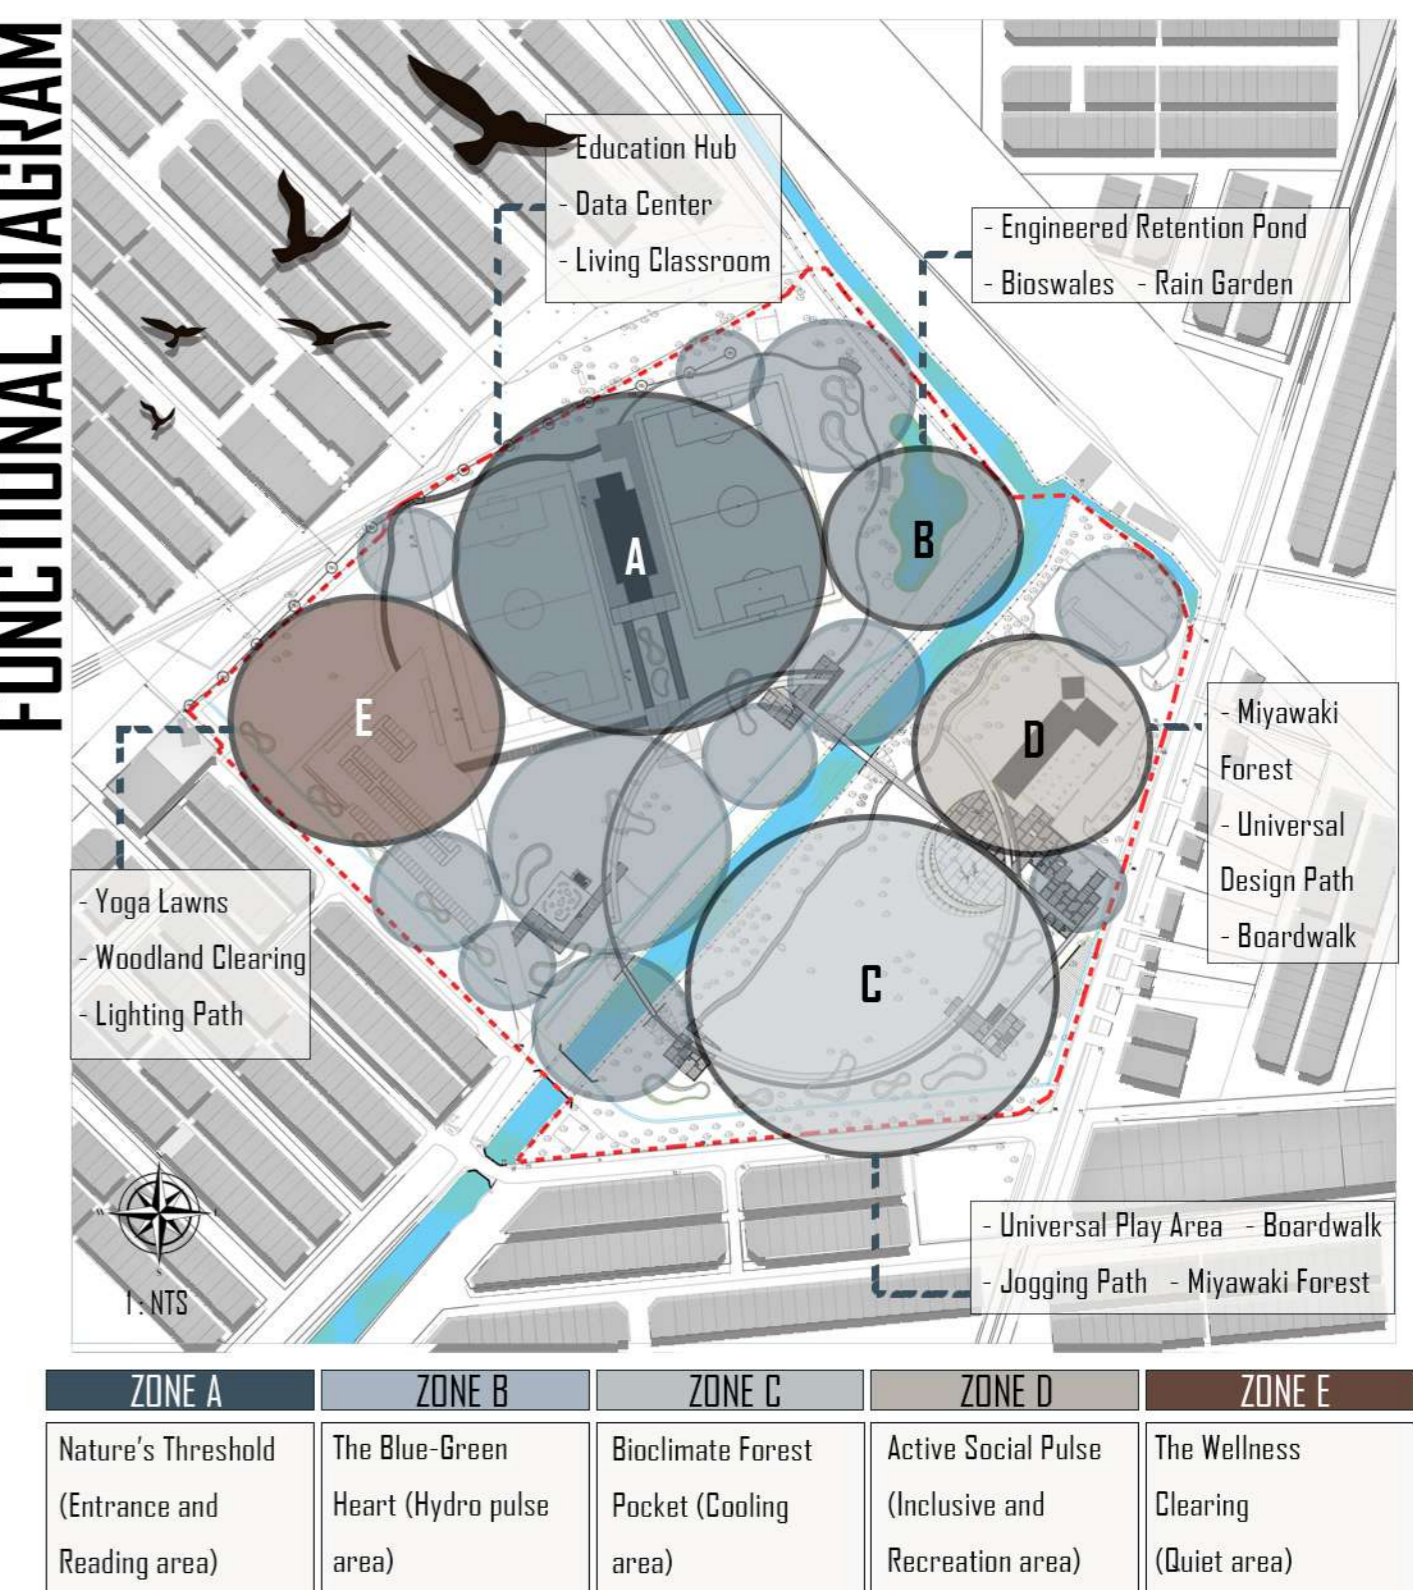 FUNCTIONAL DIAGRAM
- Education Hub
- Data Center
- Living Classroom
- Engineered Retention Pond
- Bioswales - Rain Garden
A
B
E
D
C
- Miyawaki
Forest
- Universal
Design Path
- Boardwalk
- Yoga Lawns
- Woodland Clearing
- Lighting Path
- Universal Play Area - Boardwalk
- Jogging Path - Miyawaki Forest
N
W
E
S
1 : NTS
ZONE A
Nature's Threshold
(Entrance and
Reading area)
ZONE B
The Blue-Green
Heart (Hydro pulse
area)
ZONE C
Bioclimate Forest
Pocket (Cooling
area)
ZONE D
Active Social Pulse
(Inclusive and
Recreation area)
ZONE E
The Wellness
Clearing
(Quiet area)